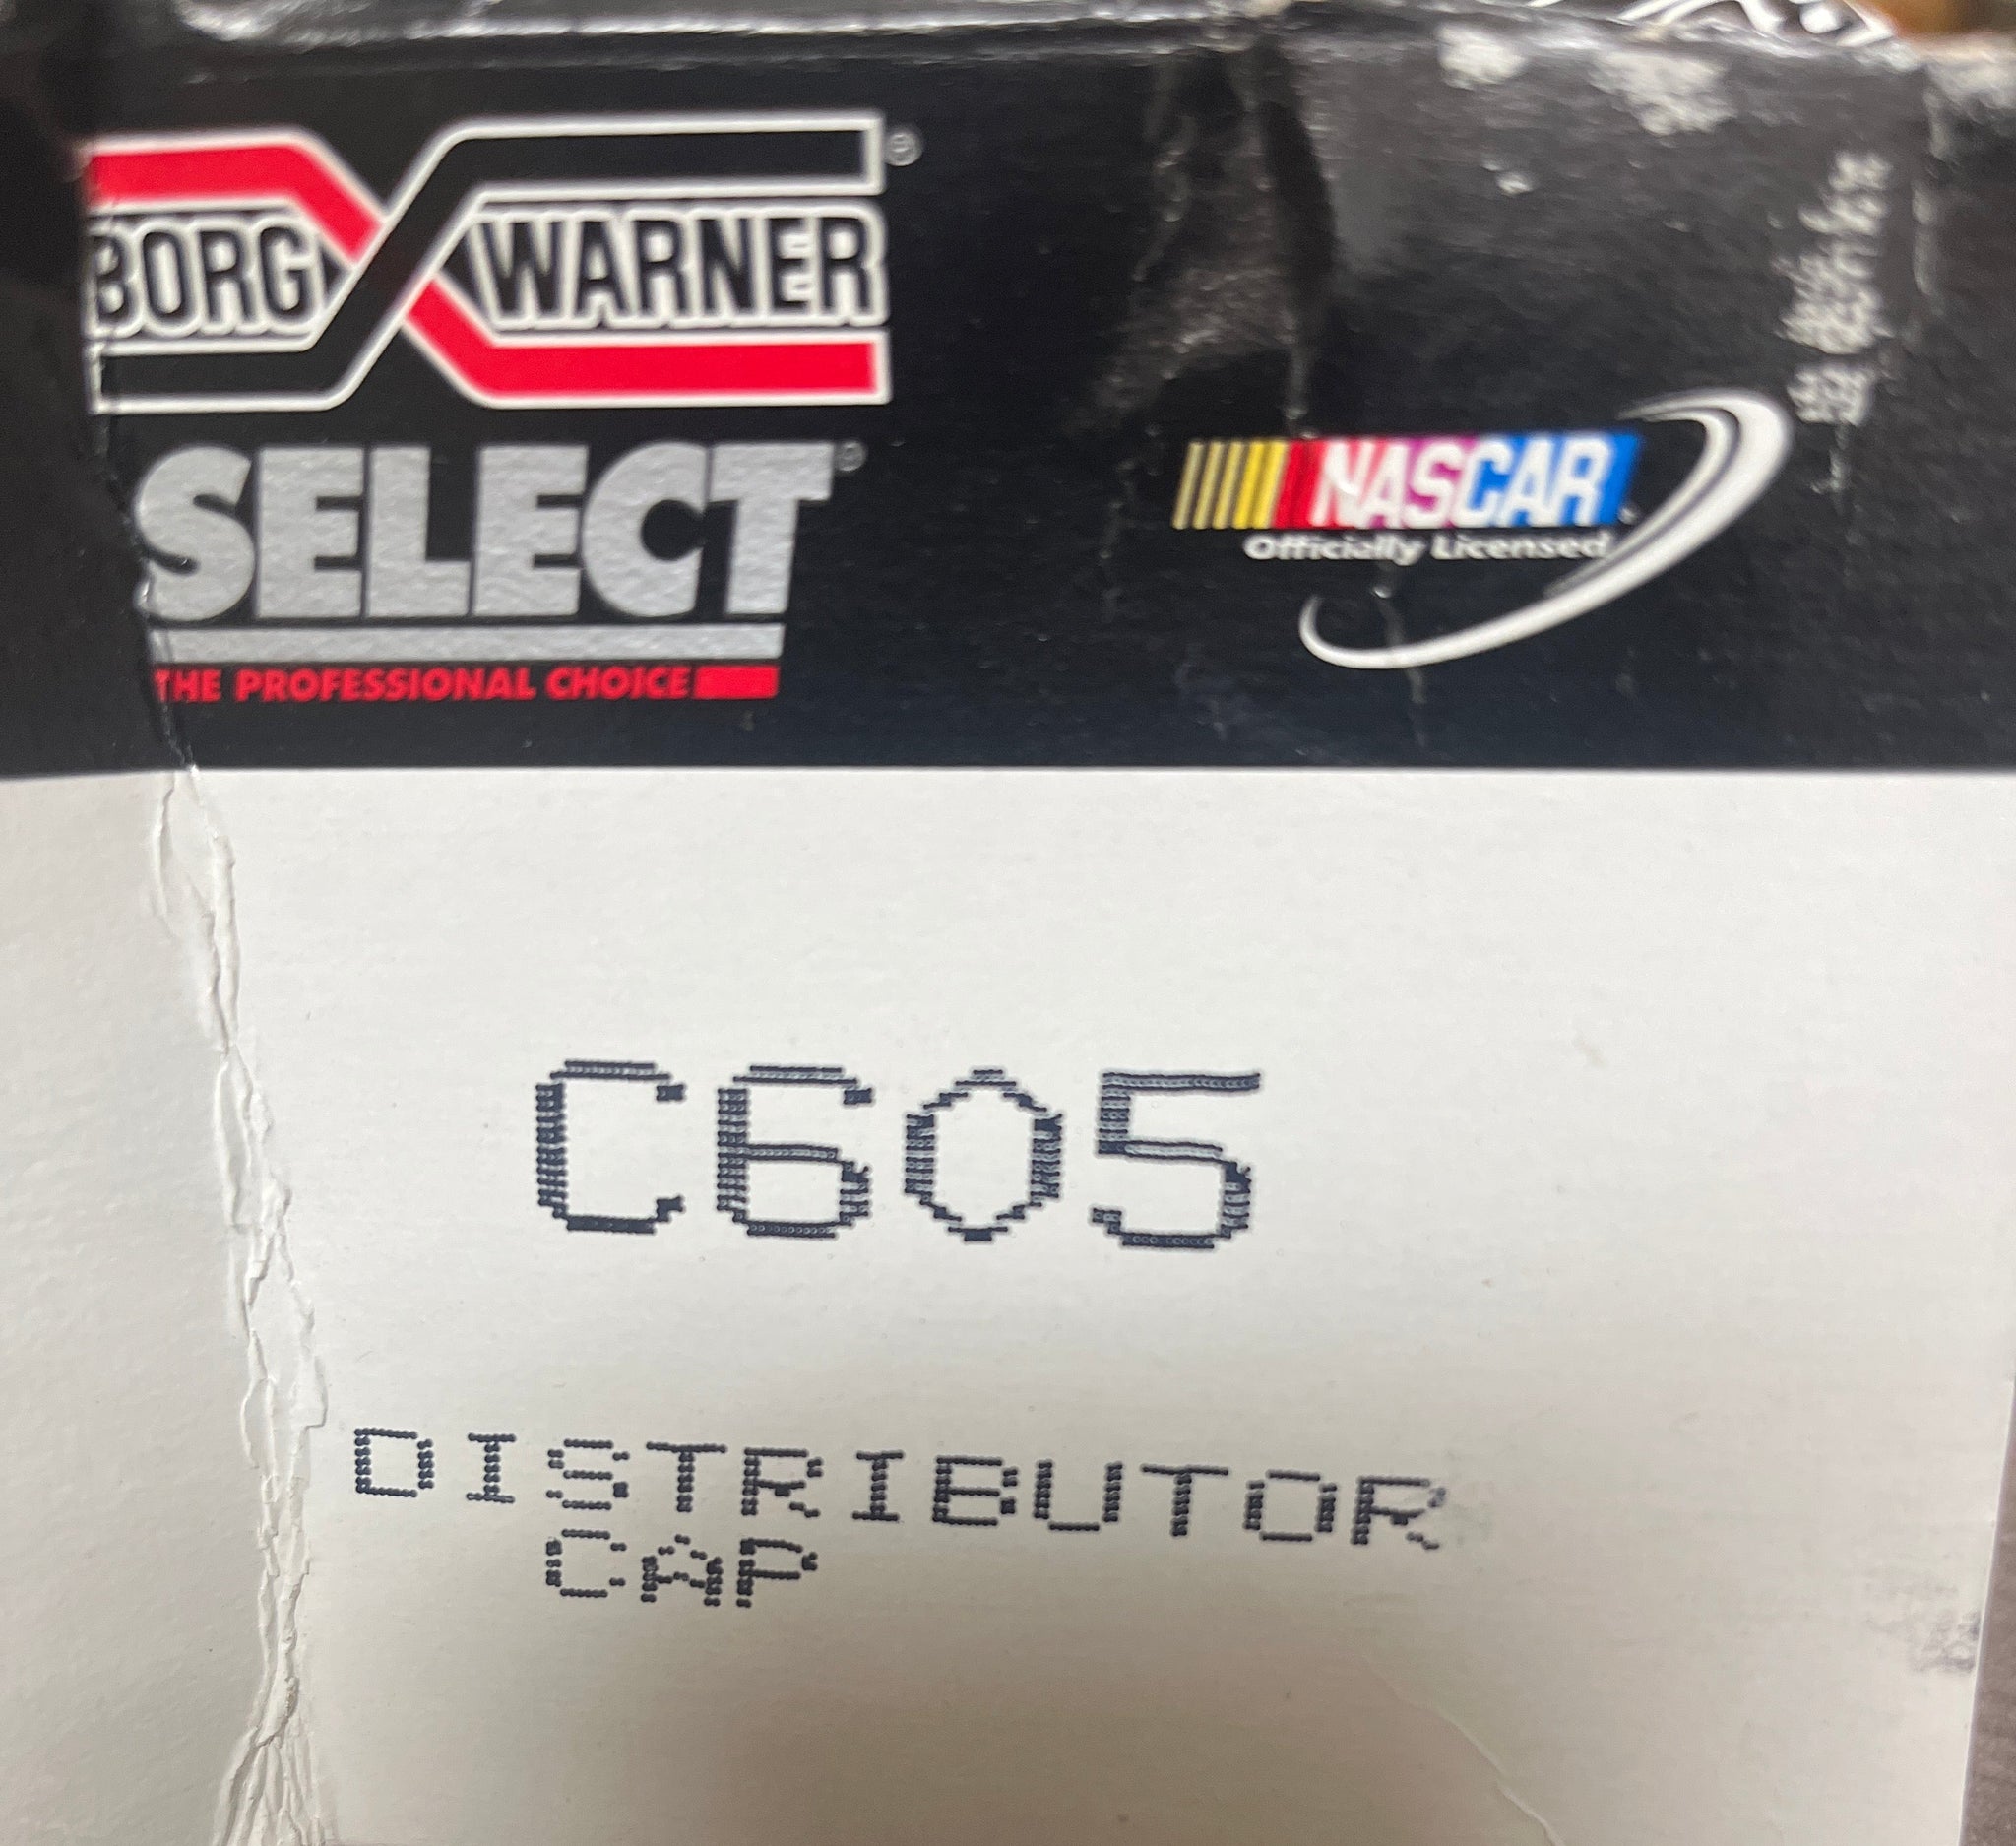 BORG WARNER®
SELECT®
THE PROFESSIONAL CHOICE
NASCAR
Officially Licensed
C605
DISTRIBUTOR
CAP